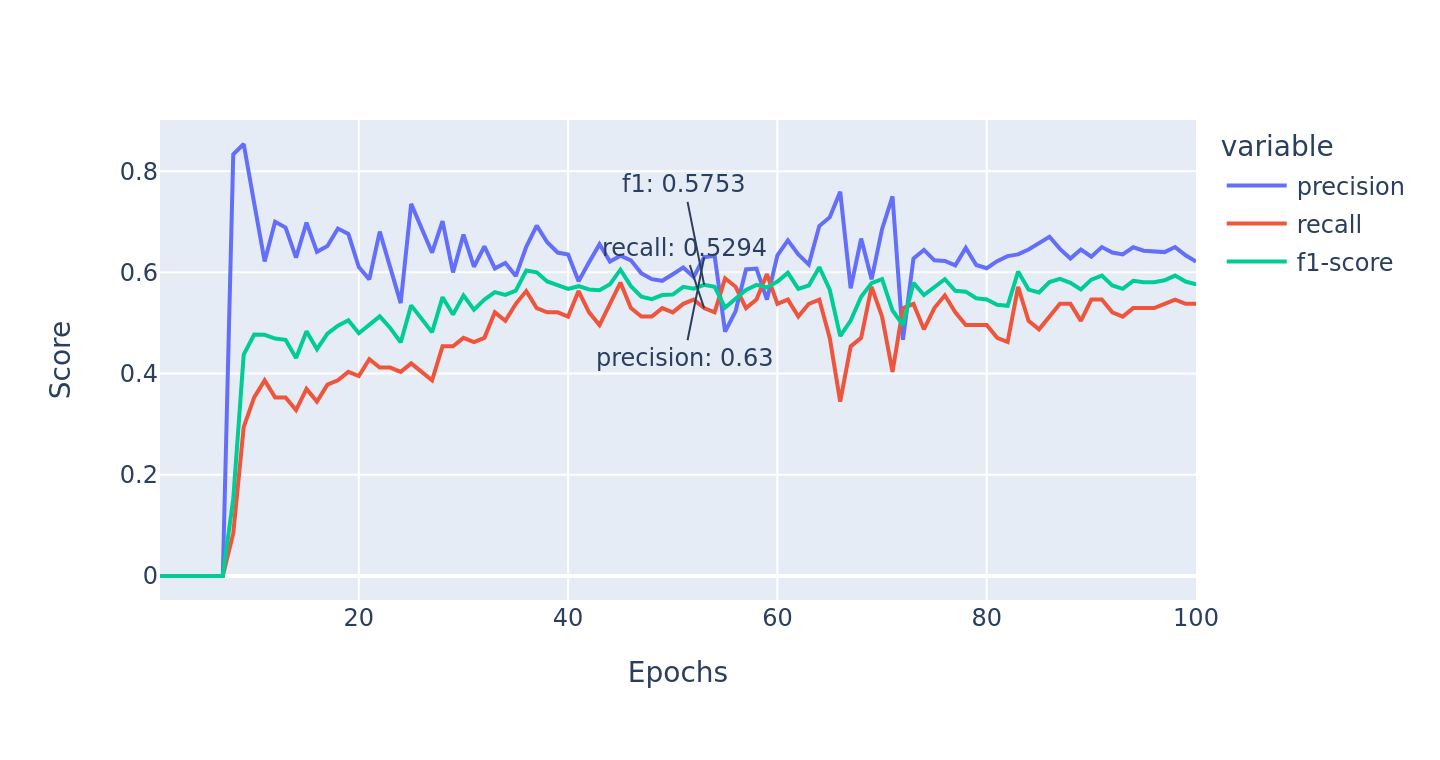 variable
precision
recall
f1-score
f1: 0.5753
recall: 0.5294
precision: 0.63
Score
0.8
0.6
0.4
0.2
0
20 40 60 80 100
Epochs